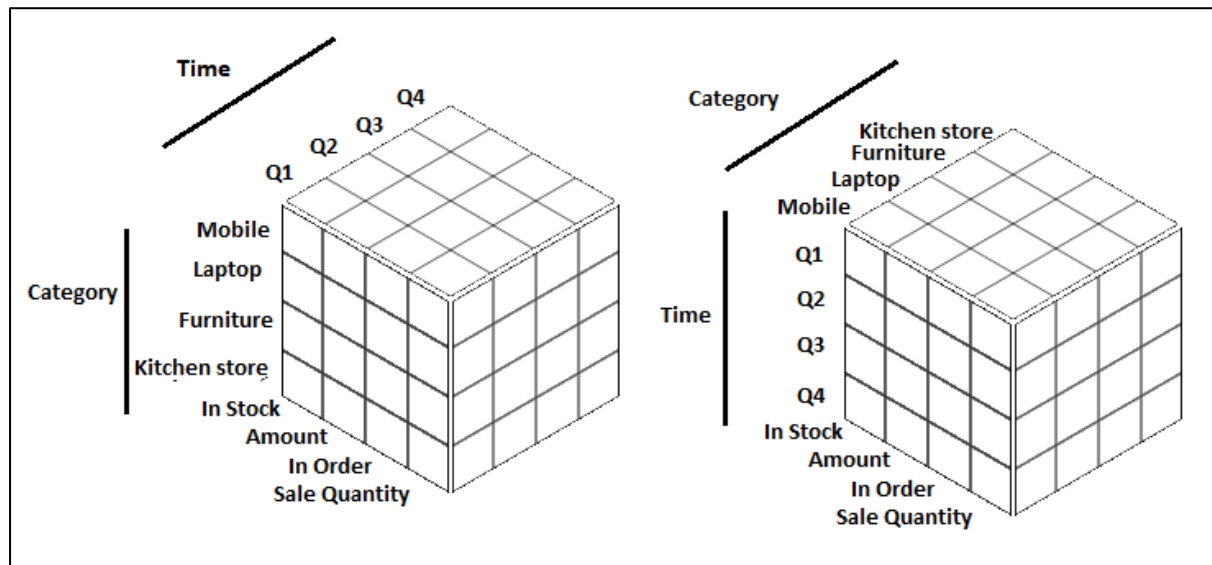 Time
Q4
Q3
Q2
Q1
Mobile
Laptop
Category
Furniture
Kitchen store
In Stock
Amount
In Order
Sale Quantity
Category
Kitchen store
Furniture
Laptop
Mobile
Q1
Q2
Time
Q3
Q4
In Stock
Amount
In Order
Sale Quantity